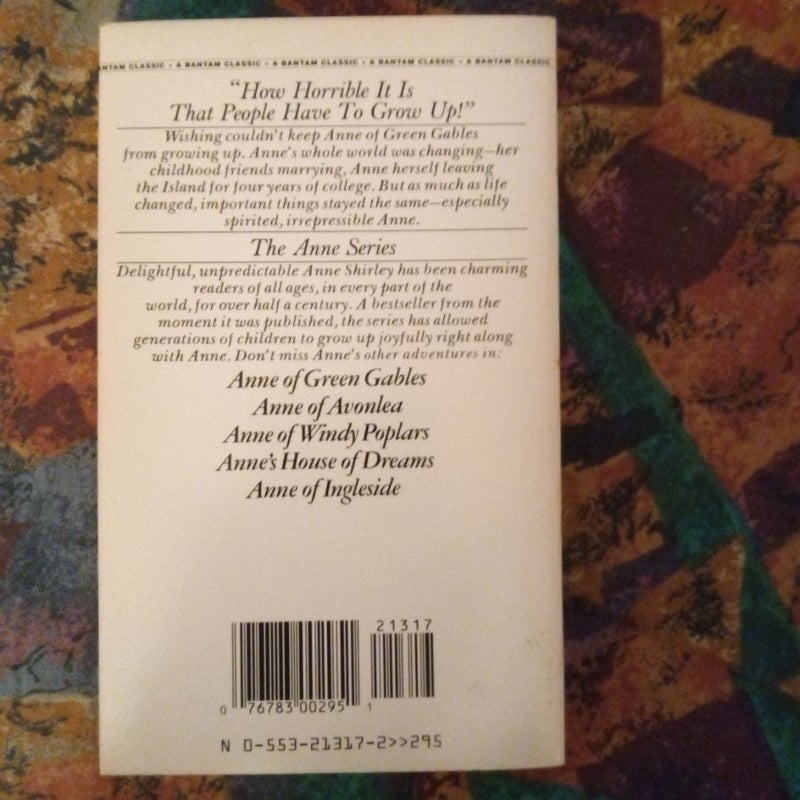 NTAM CLASSIC • A BANTAM CLASSIC • A BANTAM CLASSIC • A BANTAM CLASSIC • A BANTAM CLASSIC
"How Horrible It Is
That People Have To Grow Up!"
Wishing couldn't keep Anne of Green Gables
from growing up. Anne's whole world was changing—her
childhood friends marrying, Anne herself leaving
the Island for four years of college. But as much as life
changed, important things stayed the same—especially
spirited, irrepressible Anne.
The Anne Series
Delightful, unpredictable Anne Shirley has been charming
readers of all ages, in every part of the
world, for over half a century. A bestseller from the
moment it was published, the series has allowed
generations of children to grow up joyfully right along
with Anne. Don't miss Anne's other adventures in:
Anne of Green Gables
Anne of Avonlea
Anne of Windy Poplars
Anne's House of Dreams
Anne of Ingleside
21317
0 76783 00295 1
N 0-553-21317-2>>295